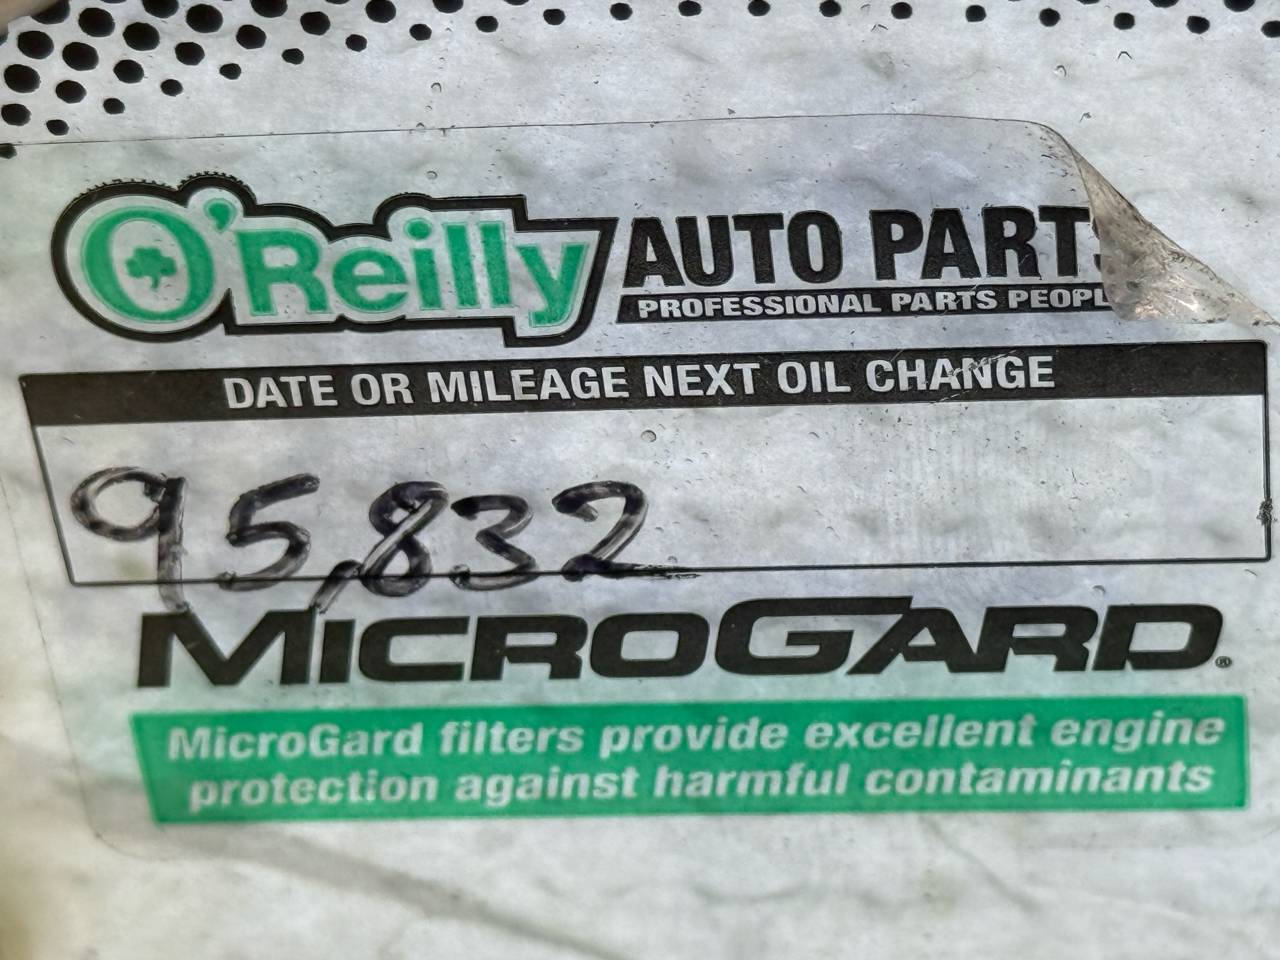 O'Reilly AUTO PARTS
PROFESSIONAL PARTS PEOPL
DATE OR MILEAGE NEXT OIL CHANGE
95,832
MICROGARD®
MicroGard filters provide excellent engine
protection against harmful contaminants